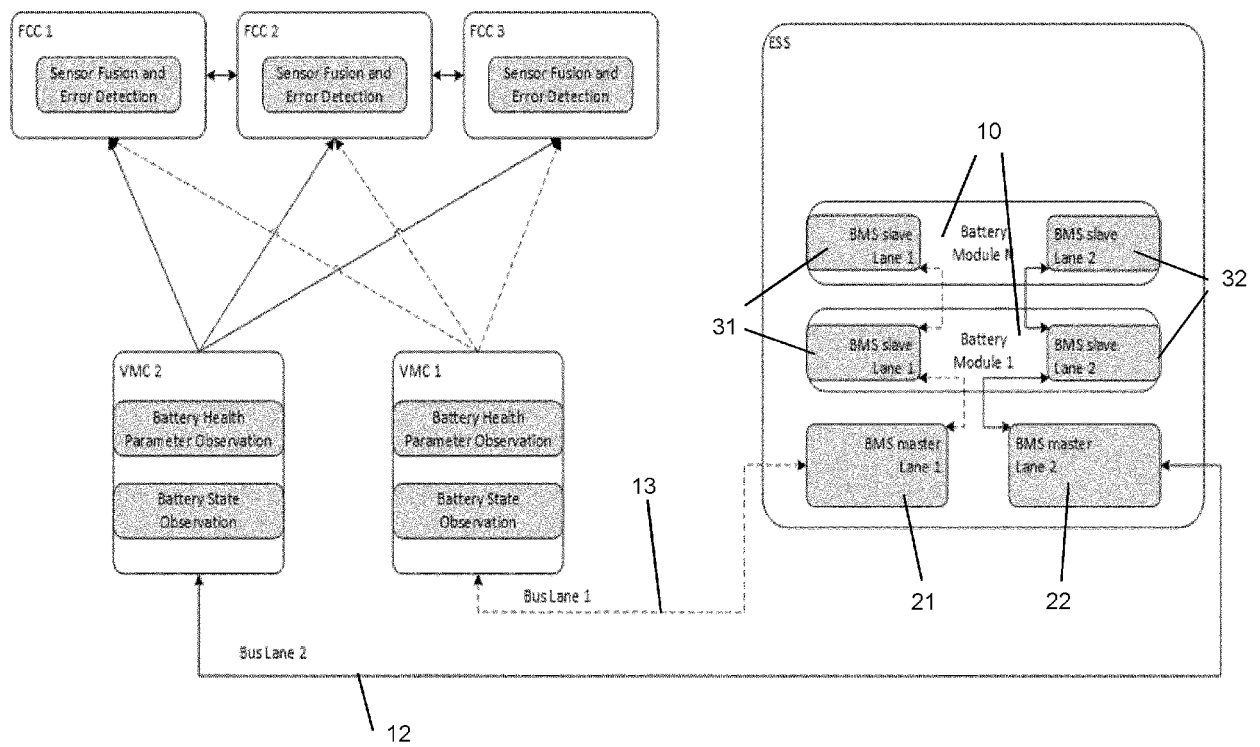 FCC 1
Sensor Fusion and
Error Detection
FCC 2
Sensor Fusion and
Error Detection
FCC 3
Sensor Fusion and
Error Detection
ESS
10
BMS slave
Lane 1
Battery
Module N
BMS slave
Lane 2
31
32
BMS slave
Lane 1
Battery
Module 1
BMS slave
Lane 2
BMS master
Lane 1
BMS master
Lane 2
21
22
VMC 2
Battery Health
Parameter Observation
Battery State
Observation
VMC 1
Battery Health
Parameter Observation
Battery State
Observation
13
Bus Lane 1
Bus Lane 2
12